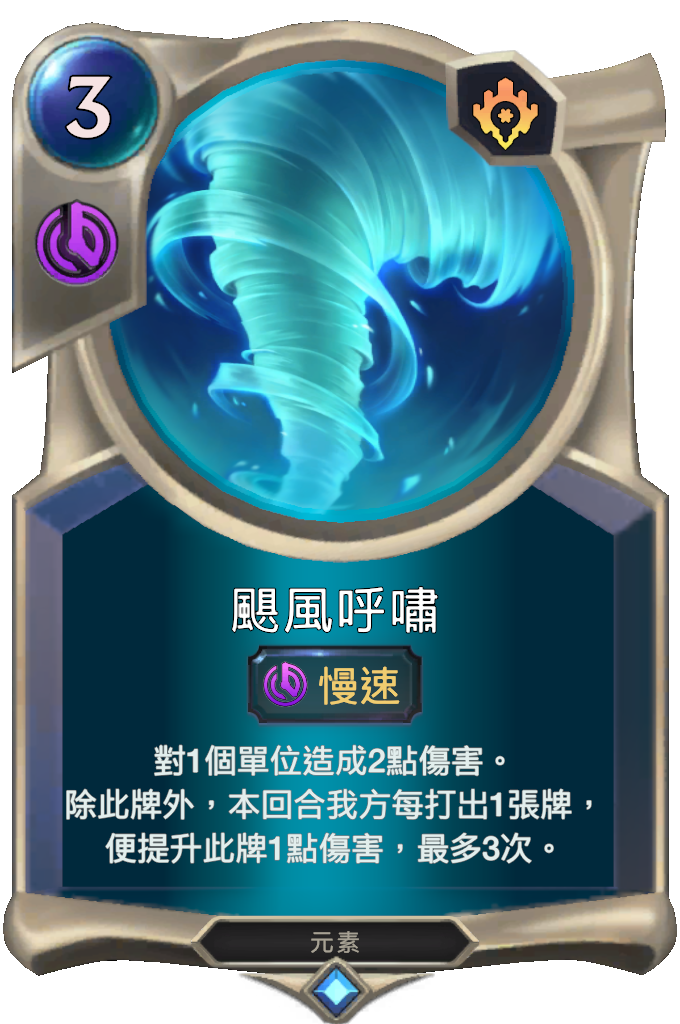 3
颶風呼嘯
慢速
對1個單位造成2點傷害。
除此牌外，本回合我方每打出1張牌，
便提升此牌1點傷害，最多3次。
元素